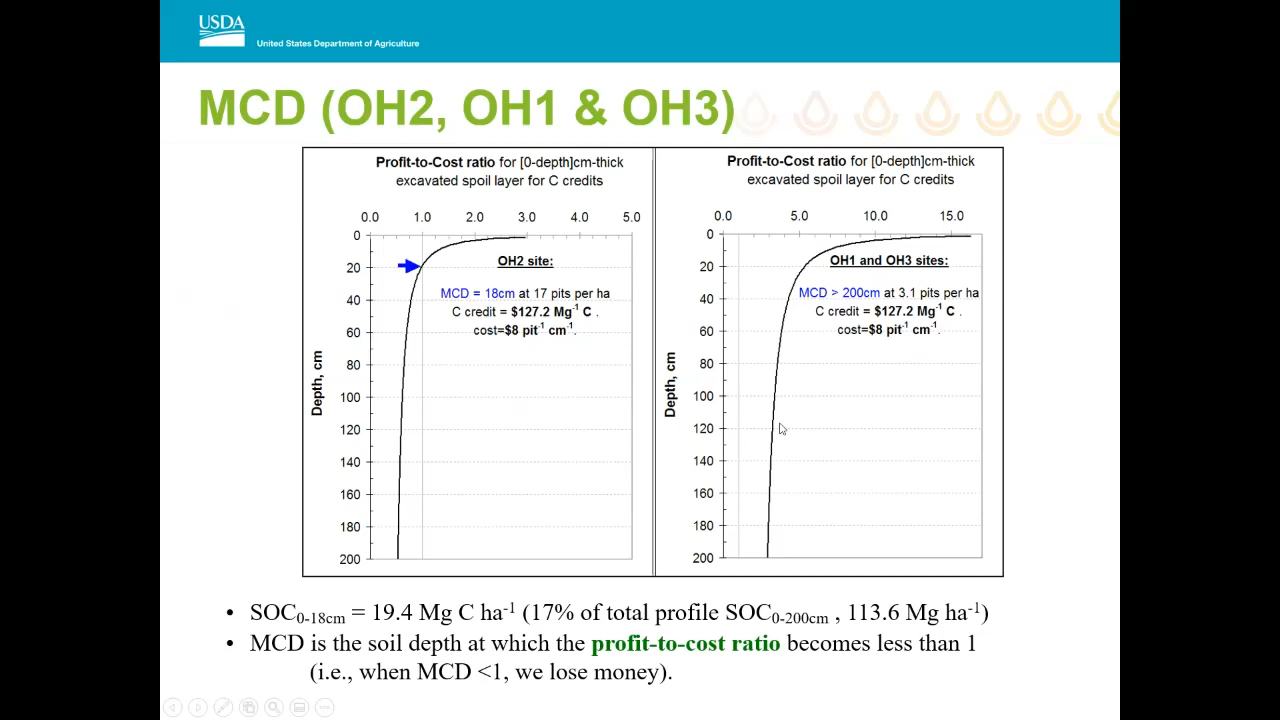 USDA
United States Department of Agriculture
MCD (OH2, OH1 & OH3)
Profit-to-Cost ratio for [0-depth]cm-thick
excavated spoil layer for C credits
0.0 1.0 2.0 3.0 4.0 5.0
0
20
40
60
80
100
120
140
160
180
200
Depth, cm
OH2 site:
MCD = 18cm at 17 pits per ha
C credit = $127.2 Mg⁻¹ C .
cost=$8 pit⁻¹ cm⁻¹.
Profit-to-Cost ratio for [0-depth]cm-thick
excavated spoil layer for C credits
0.0 5.0 10.0 15.0
0
20
40
60
80
100
120
140
160
180
200
Depth, cm
OH1 and OH3 sites:
MCD > 200cm at 3.1 pits per ha
C credit = $127.2 Mg⁻¹ C .
cost=$8 pit⁻¹ cm⁻¹.
• SOC₀₋₁₈cm = 19.4 Mg C ha⁻¹ (17% of total profile SOC₀₋₂₀₀cm , 113.6 Mg ha⁻¹)
• MCD is the soil depth at which the profit-to-cost ratio becomes less than 1
(i.e., when MCD <1, we lose money).